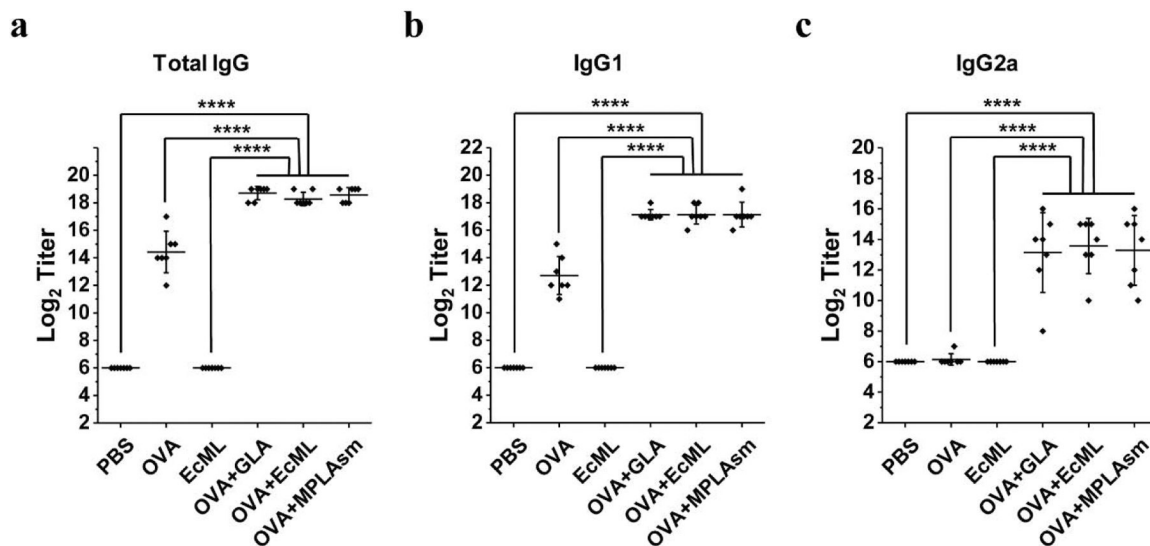 a
Total IgG
****
****
****
Log2 Titer
20
18
16
14
12
10
8
6
4
2
PBS
OVA
EcML
OVA+GLA
OVA+EcML
OVA+MPLAsm
b
IgG1
****
****
****
Log2 Titer
22
20
18
16
14
12
10
8
6
4
2
PBS
OVA
EcML
OVA+GLA
OVA+EcML
OVA+MPLAsm
c
IgG2a
****
****
****
Log2 Titer
20
18
16
14
12
10
8
6
4
2
PBS
OVA
EcML
OVA+GLA
OVA+EcML
OVA+MPLAsm